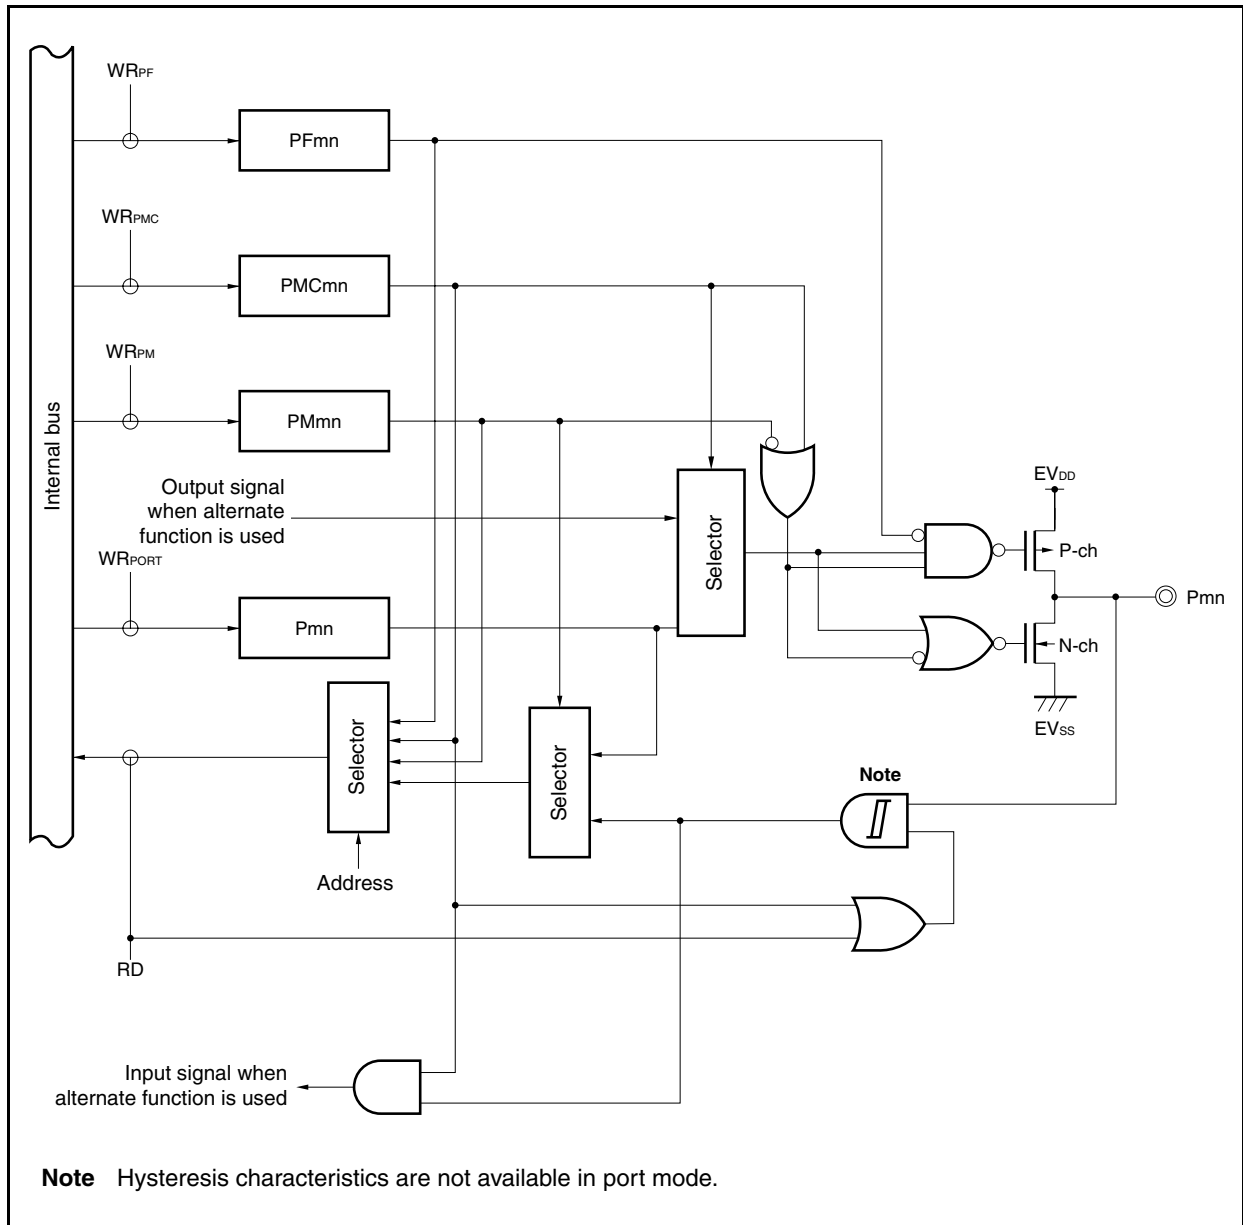 WRPF
PFmn
WRPMC
PMCmn
WRPM
PMmn
Internal bus
Output signal
when alternate
function is used
Selector
EVDD
P-ch
WRPORT
Pmn
Pmn
N-ch
EVSS
Selector
Selector
Note
Address
RD
Input signal when
alternate function is used
Note Hysteresis characteristics are not available in port mode.